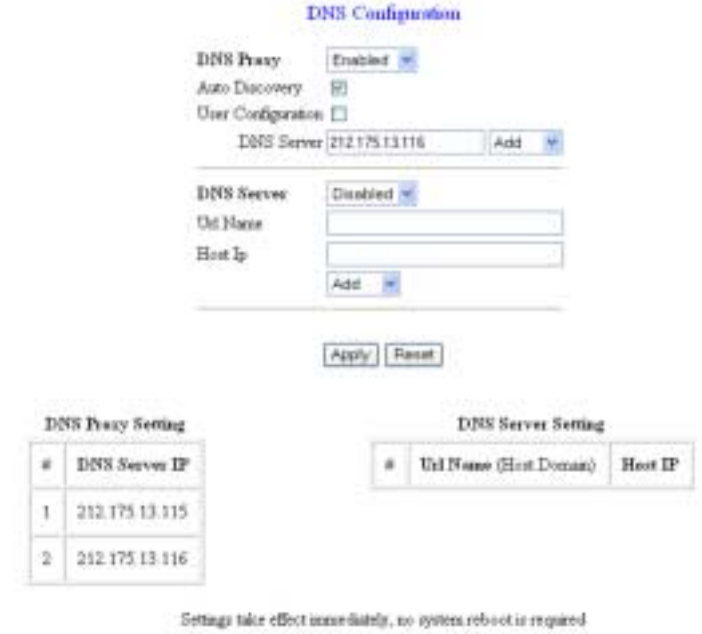 DNS Configuration
DNS Proxy Enabled
Auto Discovery
User Configuration
DNS Server 212.175.13.116 Add
DNS Server Disabled
Url Name
Host Ip
Add
Apply Reset
DNS Proxy Setting
# DNS Server IP
1 212.175.13.115
2 212.175.13.116
DNS Server Setting
# Url Name (Host.Domain) Host IP
Settings take effect immediately, no system reboot is required